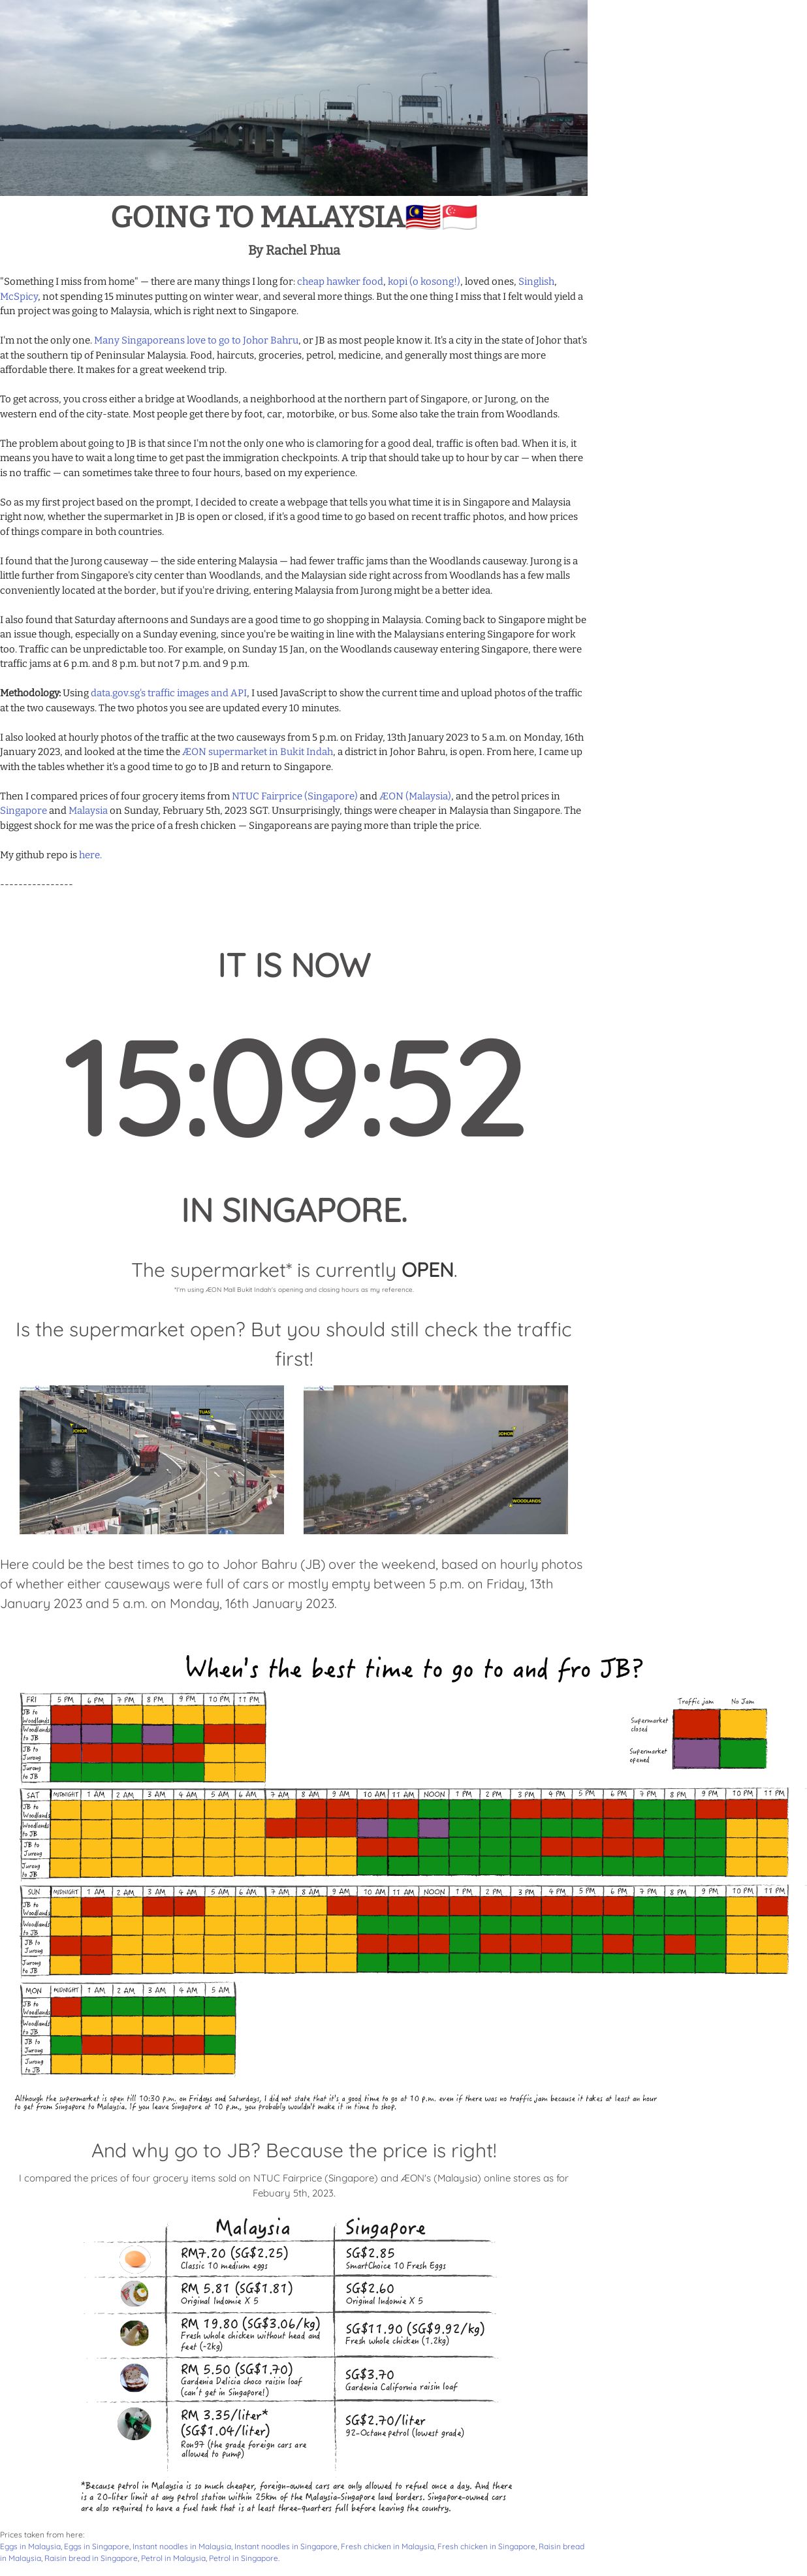 GOING TO MALAYSIA🇲🇾🇸🇬
By Rachel Phua
"Something I miss from home" — there are many things I long for: cheap hawker food, kopi (o kosong!), loved ones, Singlish,
McSpicy, not spending 15 minutes putting on winter wear, and several more things. But the one thing I miss that I felt would yield a
fun project was going to Malaysia, which is right next to Singapore.
I'm not the only one. Many Singaporeans love to go to Johor Bahru, or JB as most people know it. It's a city in the state of Johor that's
at the southern tip of Peninsular Malaysia. Food, haircuts, groceries, petrol, medicine, and generally most things are more
affordable there. It makes for a great weekend trip.
To get across, you cross either a bridge at Woodlands, a neighborhood at the northern part of Singapore, or Jurong, on the
western end of the city-state. Most people get there by foot, car, motorbike, or bus. Some also take the train from Woodlands.
The problem about going to JB is that since I'm not the only one who is clamoring for a good deal, traffic is often bad. When it is, it
means you have to wait a long time to get past the immigration checkpoints. A trip that should take up to hour by car — when there
is no traffic — can sometimes take three to four hours, based on my experience.
So as my first project based on the prompt, I decided to create a webpage that tells you what time it is in Singapore and Malaysia
right now, whether the supermarket in JB is open or closed, if it's a good time to go based on recent traffic photos, and how prices
of things compare in both countries.
I found that the Jurong causeway — the side entering Malaysia — had fewer traffic jams than the Woodlands causeway. Jurong is a
little further from Singapore's city center than Woodlands, and the Malaysian side right across from Woodlands has a few malls
conveniently located at the border, but if you're driving, entering Malaysia from Jurong might be a better idea.
I also found that Saturday afternoons and Sundays are a good time to go shopping in Malaysia. Coming back to Singapore might be
an issue though, especially on a Sunday evening, since you're be waiting in line with the Malaysians entering Singapore for work
too. Traffic can be unpredictable too. For example, on Sunday 15 Jan, on the Woodlands causeway entering Singapore, there were
traffic jams at 6 p.m. and 8 p.m. but not 7 p.m. and 9 p.m.
Methodology: Using data.gov.sg's traffic images and API, I used JavaScript to show the current time and upload photos of the traffic
at the two causeways. The two photos you see are updated every 10 minutes.
I also looked at hourly photos of the traffic at the two causeways from 5 p.m. on Friday, 13th January 2023 to 5 a.m. on Monday, 16th
January 2023, and looked at the time the ÆON supermarket in Bukit Indah, a district in Johor Bahru, is open. From here, I came up
with the tables whether it's a good time to go to JB and return to Singapore.
Then I compared prices of four grocery items from NTUC Fairprice (Singapore) and ÆON (Malaysia), and the petrol prices in
Singapore and Malaysia on Sunday, February 5th, 2023 SGT. Unsurprisingly, things were cheaper in Malaysia than Singapore. The
biggest shock for me was the price of a fresh chicken — Singaporeans are paying more than triple the price.
My github repo is here.
----------------
IT IS NOW
15:09:52
IN SINGAPORE.
The supermarket* is currently OPEN.
*I'm using ÆON Mall Bukit Indah's opening and closing hours as my reference.
Is the supermarket open? But you should still check the traffic
first!
JOHOR TUAS
JOHOR
WOODLANDS
Here could be the best times to go to Johor Bahru (JB) over the weekend, based on hourly photos
of whether either causeways were full of cars or mostly empty between 5 p.m. on Friday, 13th
January 2023 and 5 a.m. on Monday, 16th January 2023.
When's the best time to go to and fro JB?
FRI 5 PM 6 PM 7 PM 8 PM 9 PM 10 PM 11 PM
JB to Woodlands
Woodlands to JB
JB to Jurong
Jurong to JB
Traffic jam No Jam
Supermarket closed
Supermarket opened
SAT MIDNIGHT 1 AM 2 AM 3 AM 4 AM 5 AM 6 AM 7 AM 8 AM 9 AM 10 AM 11 AM NOON 1 PM 2 PM 3 PM 4 PM 5 PM 6 PM 7 PM 8 PM 9 PM 10 PM 11 PM
JB to Woodlands
Woodlands to JB
JB to Jurong
Jurong to JB
SUN MIDNIGHT 1 AM 2 AM 3 AM 4 AM 5 AM 6 AM 7 AM 8 AM 9 AM 10 AM 11 AM NOON 1 PM 2 PM 3 PM 4 PM 5 PM 6 PM 7 PM 8 PM 9 PM 10 PM 11 PM
JB to Woodlands
Woodlands to JB
JB to Jurong
Jurong to JB
MON MIDNIGHT 1 AM 2 AM 3 AM 4 AM 5 AM
JB to Woodlands
Woodlands to JB
JB to Jurong
Jurong to JB
Although the supermarket is open till 10:30 p.m. on Fridays and Saturdays, I did not state that it's a good time to go at 10 p.m. even if there was no traffic jam because it takes at least an hour
to get from Singapore to Malaysia. If you leave Singapore at 10 p.m., you probably wouldn't make it in time to shop.
And why go to JB? Because the price is right!
I compared the prices of four grocery items sold on NTUC Fairprice (Singapore) and ÆON's (Malaysia) online stores as for
Febuary 5th, 2023.
Malaysia Singapore
RM7.20 (SG$2.25) SG$2.85
Classic 10 medium eggs SmartChoice 10 Fresh Eggs
RM 5.81 (SG$1.81) SG$2.60
Original Indomie X 5 Original Indomie X 5
RM 19.80 (SG$3.06/kg) SG$11.90 (SG$9.92/kg)
Fresh whole chicken without head and Fresh whole chicken (1.2kg)
feet (~2kg)
RM 5.50 (SG$1.70) SG$3.70
Gardenia Delicia choco raisin loaf Gardenia California raisin loaf
(can't get in Singapore!)
RM 3.35/liter* SG$2.70/liter
(SG$1.04/liter) 92-Octane petrol (lowest grade)
Ron97 (the grade foreign cars are
allowed to pump)
*Because petrol in Malaysia is so much cheaper, foreign-owned cars are only allowed to refuel once a day. And there
is a 20-liter limit at any petrol station within 25km of the Malaysia-Singapore land borders. Singapore-owned cars
are also required to have a fuel tank that is at least three-quarters full before leaving the country.
Prices taken from here:
Eggs in Malaysia, Eggs in Singapore, Instant noodles in Malaysia, Instant noodles in Singapore, Fresh chicken in Malaysia, Fresh chicken in Singapore, Raisin bread
in Malaysia, Raisin bread in Singapore, Petrol in Malaysia, Petrol in Singapore.